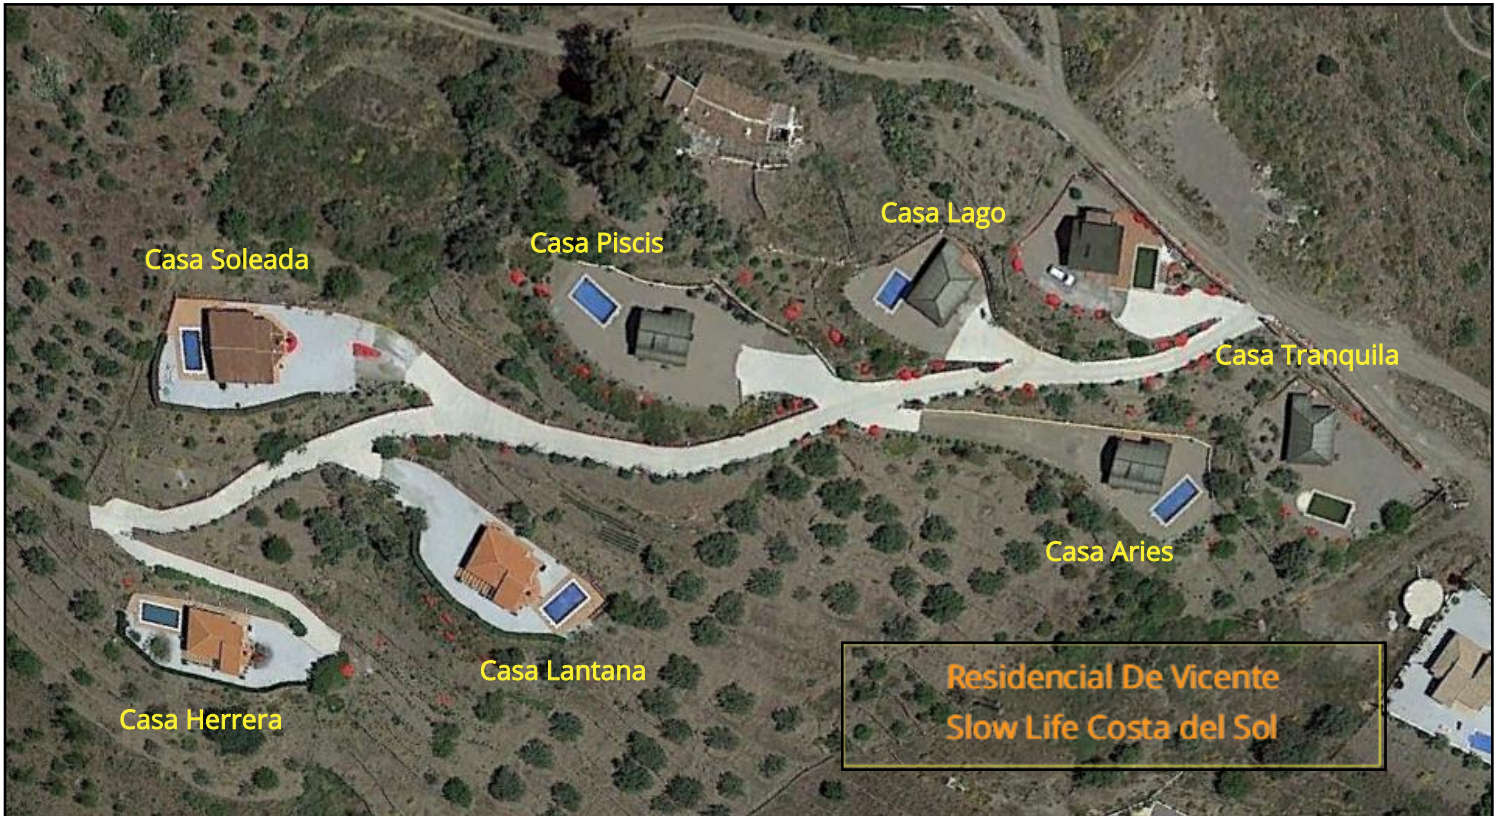 Casa Lago
Casa Piscis
Casa Soleada
Casa Tranquila
Casa Aries
Casa Lantana
Casa Herrera
Residencial De Vicente
Slow Life Costa del Sol